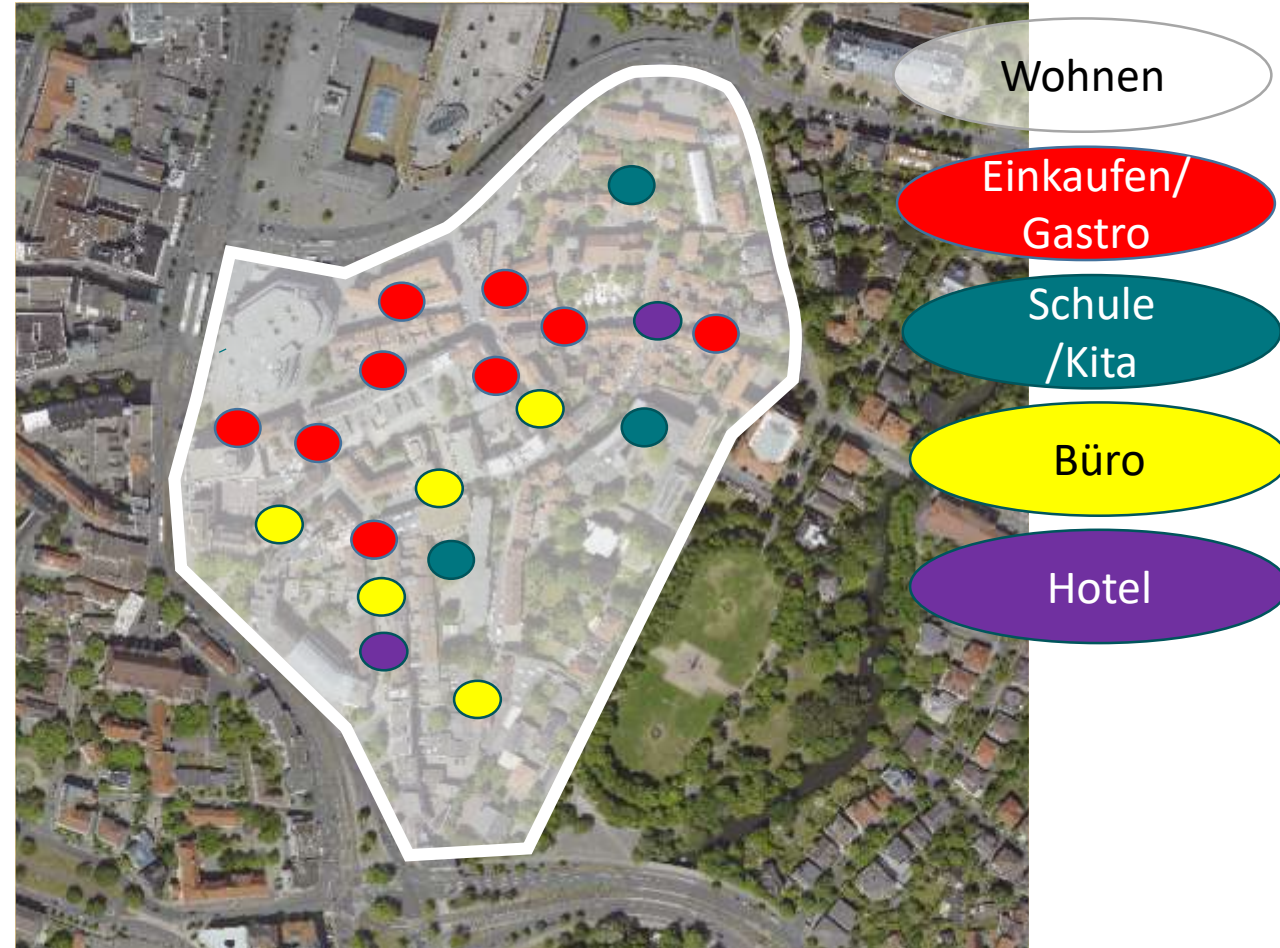 Wohnen
Einkaufen/
Gastro
Schule
/Kita
Büro
Hotel